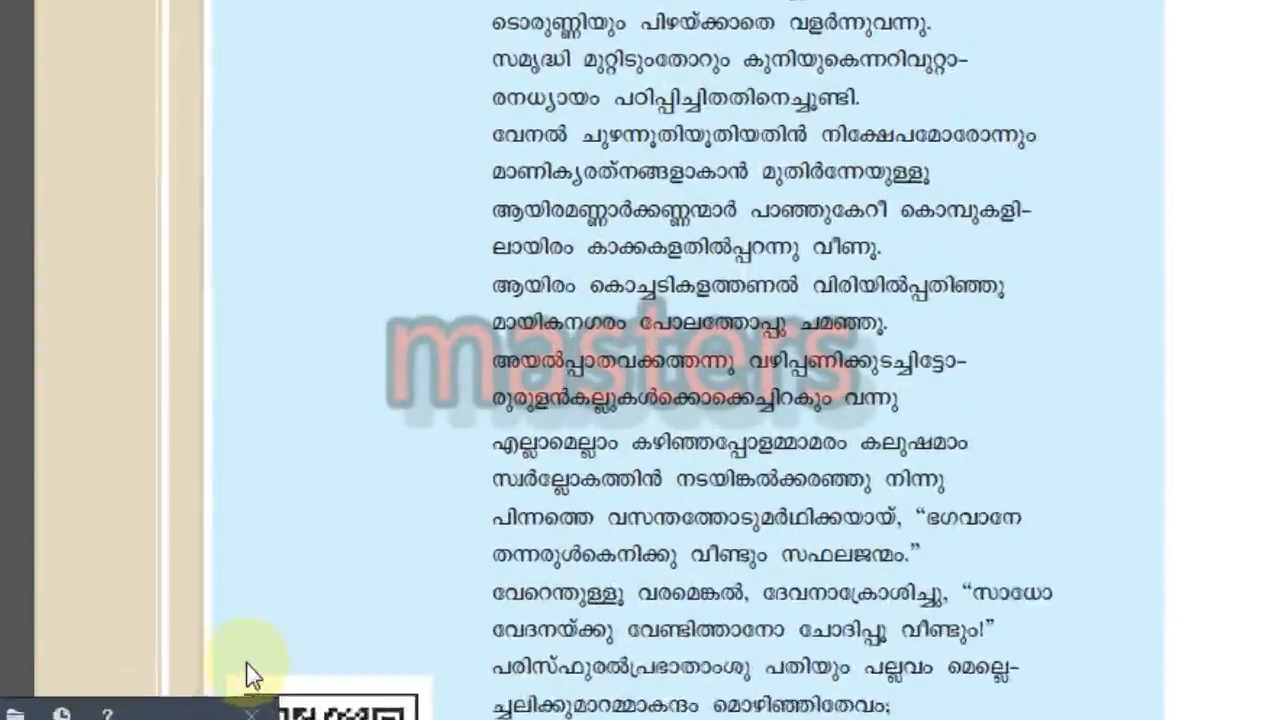 ടൊരുണ്ണിയും പിഴയ്ക്കാതെ വളർന്നുവന്നു.
സമൃദ്ധി മുറ്റിടുംതോറും കുനിയുകെന്നറിവുറ്റാ–
രനധ്യായം പഠിപ്പിച്ചിതതിനെച്ചൂണ്ടി.
വേനൽ ചുഴന്നൂതിയൂതിയതിൻ നിക്ഷേപമോരോന്നും
മാണിക്യരത്നങ്ങളാകാൻ മുതിർന്നേയുള്ളൂ
ആയിരമണ്ണാർക്കണ്ണന്മാർ പാഞ്ഞുകേറീ കൊമ്പുകളി–
ലായിരം കാക്കകളതിൽപ്പറന്നു വീണു.
ആയിരം കൊച്ചടികളത്തണൽ വിരിയിൽപ്പതിഞ്ഞൂ
മായികനഗരം പോലത്തോപ്പു ചമഞ്ഞൂ.
masters
അയൽപ്പാതവക്കത്തന്നു വഴിപ്പണിക്കുടച്ചിട്ടോ–
രുരുളൻകല്ലുകൾക്കൊക്കെച്ചിറകും വന്നു
എല്ലാമെല്ലാം കഴിഞ്ഞപ്പോളമ്മാമരം കലുഷമാം
സ്വർല്ലോകത്തിൻ നടയിങ്കൽക്കരഞ്ഞു നിന്നു
പിന്നത്തെ വസന്തത്തോടുമർഥിക്കയായ്, “ഭഗവാനേ
തന്നരുൾകെനിക്കു വീണ്ടും സഫലജന്മം.”
വേറെന്തുള്ളൂ വരമെങ്കൽ, ദേവനാക്രോശിച്ചു, “സാധോ
വേദനയ്ക്കു വേണ്ടിത്താനോ ചോദിപ്പൂ വീണ്ടും!”
പരിസ്ഫുരൽപ്രഭാതാംശു പതിയും പല്ലവം മെല്ലെ–
ച്ചലിക്കുമാറമ്മാകന്ദം മൊഴിഞ്ഞിതേവം;
?